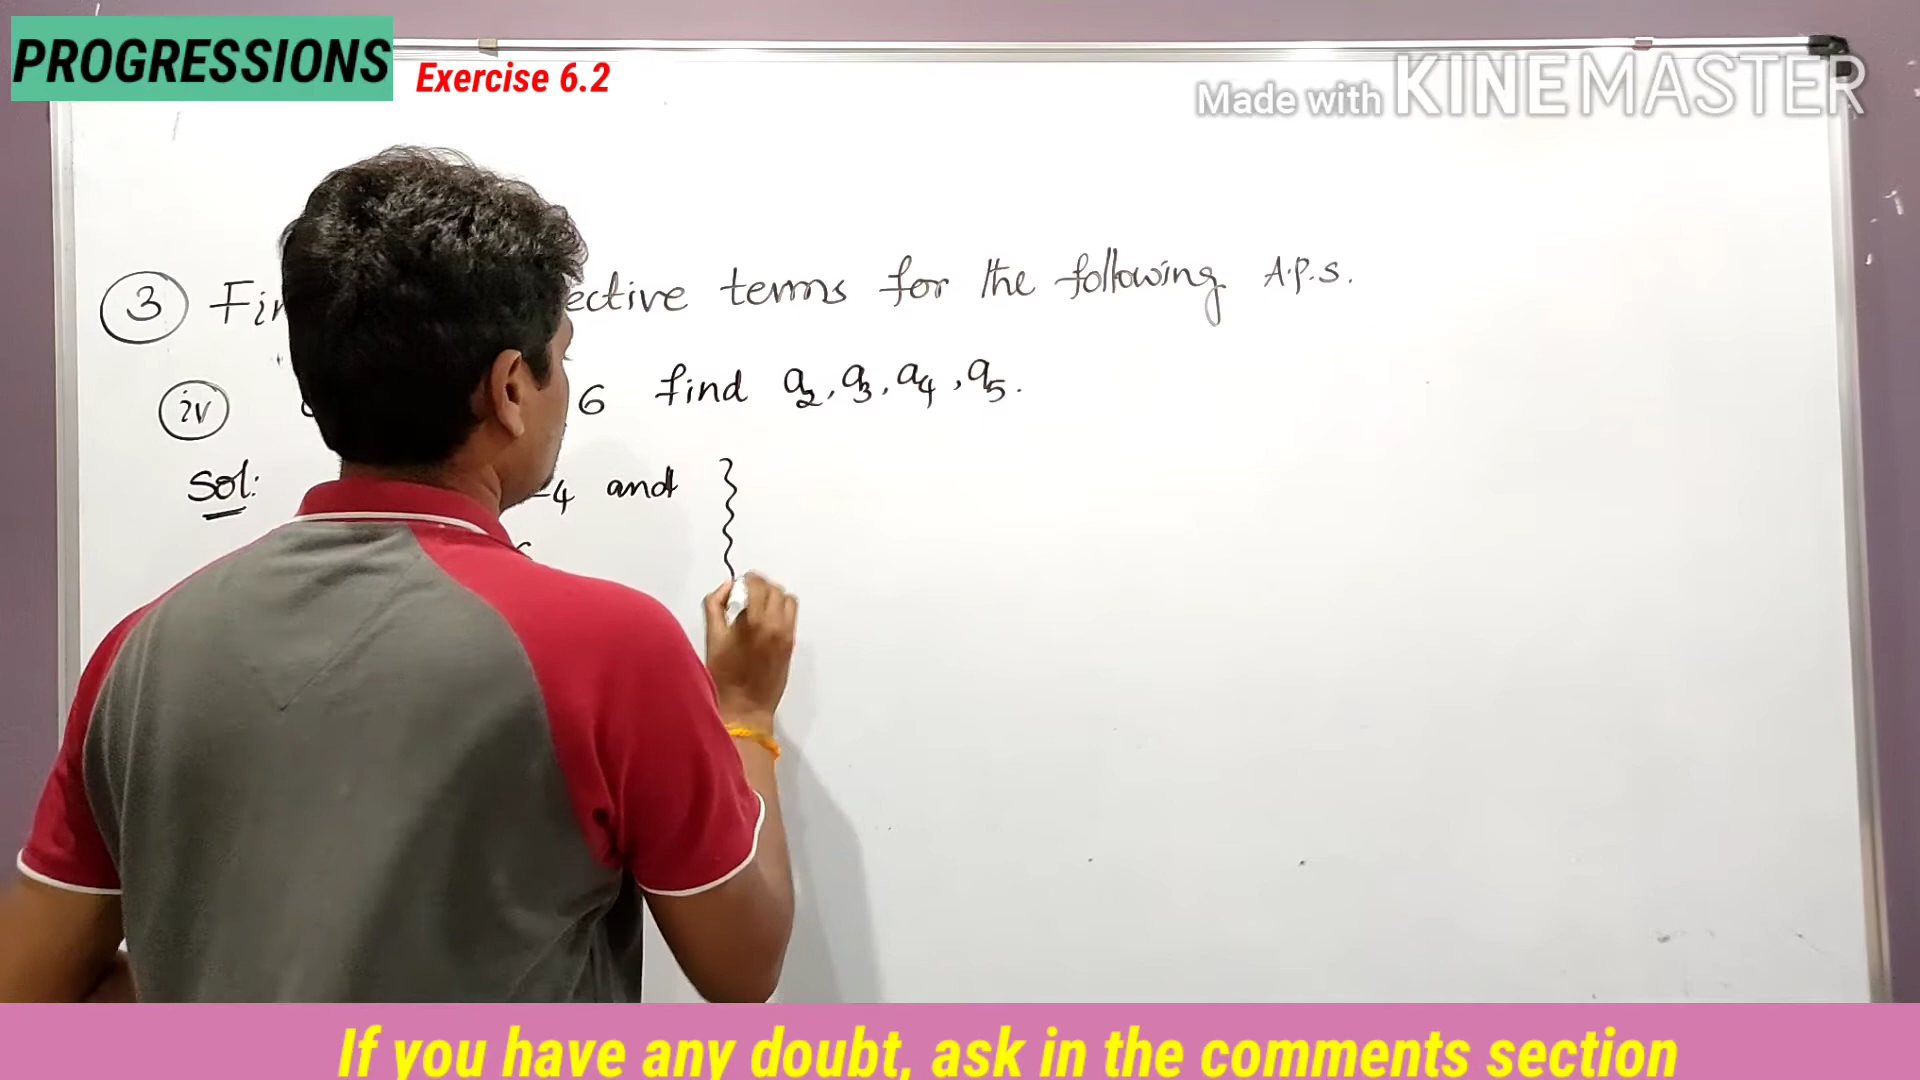 PROGRESSIONS
Exercise 6.2
Made with KINEMASTER
3 Fin ective terms for the following A.P.s.
iv 6 find a2, a3, a4, a5.
Sol: -4 and
If you have any doubt, ask in the comments section